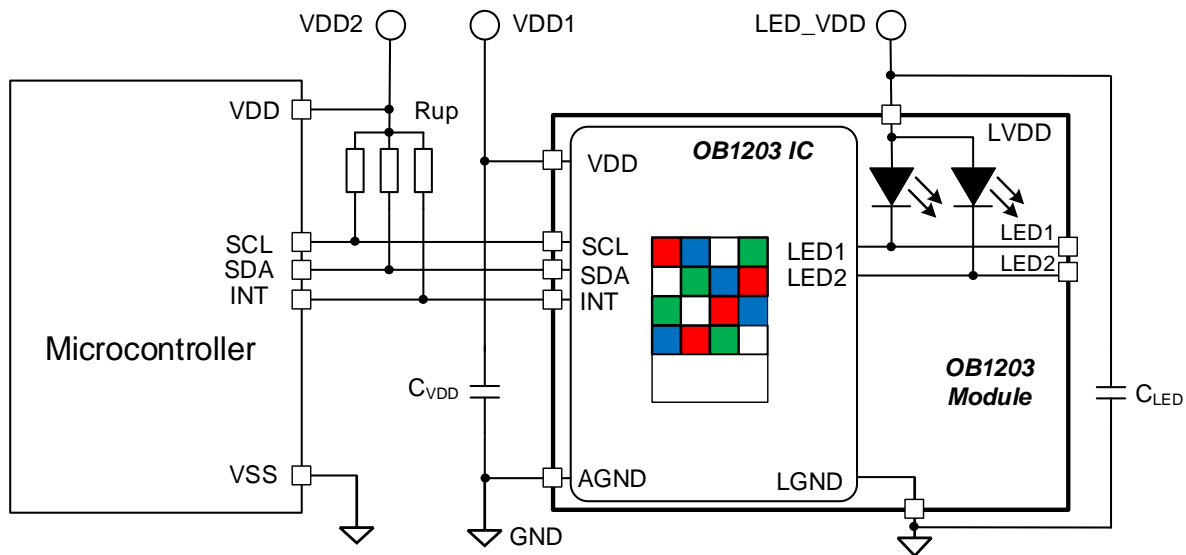 VDD2
VDD1
LED_VDD
VDD
Rup
OB1203 IC
LVDD
VDD
SCL
SDA
INT
SCL
SDA
INT
LED1
LED2
LED1
LED2
Microcontroller
CVDD
OB1203
Module
CLED
VSS
AGND
LGND
GND